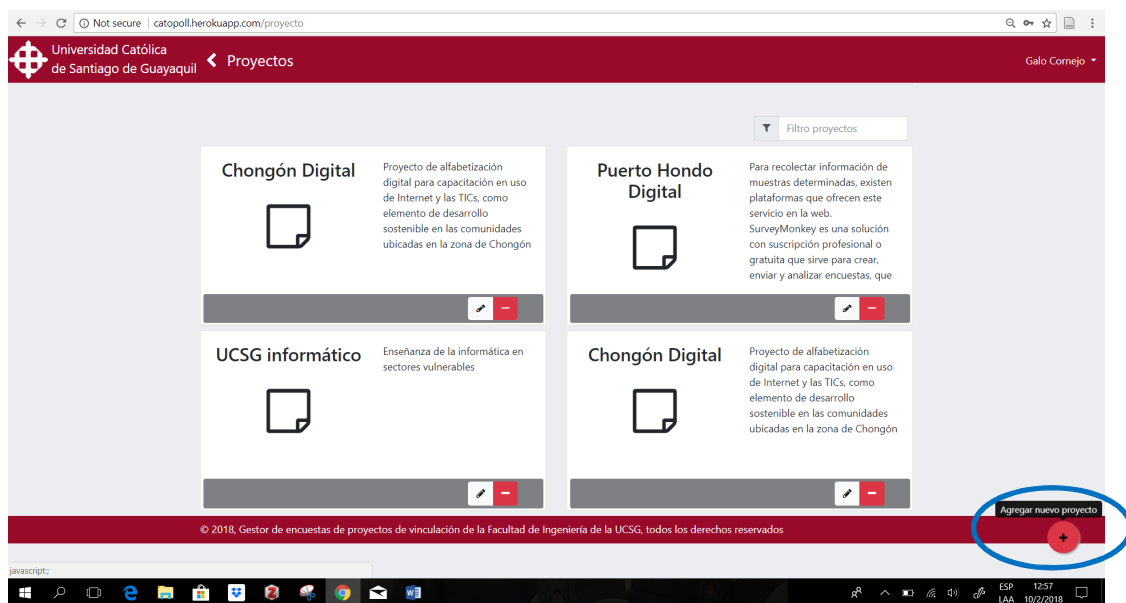 Not secure | catopoll.herokuapp.com/proyecto
Universidad Católica
de Santiago de Guayaquil
Proyectos
Galo Cornejo
Filtro proyectos
Chongón Digital
Proyecto de alfabetización
digital para capacitación en uso
de Internet y las TICs, como
elemento de desarrollo
sostenible en las comunidades
ubicadas en la zona de Chongón
Puerto Hondo
Digital
Para recolectar información de
muestras determinadas, existen
plataformas que ofrecen este
servicio en la web.
SurveyMonkey es una solución
con suscripción profesional o
gratuita que sirve para crear,
enviar y analizar encuestas, que
UCSG informático
Enseñanza de la informática en
sectores vulnerables
Chongón Digital
Proyecto de alfabetización
digital para capacitación en uso
de Internet y las TICs, como
elemento de desarrollo
sostenible en las comunidades
ubicadas en la zona de Chongón
Agregar nuevo proyecto
© 2018, Gestor de encuestas de proyectos de vinculación de la Facultad de Ingeniería de la UCSG, todos los derechos reservados
javascript:;
ESP
LAA
12:57
10/2/2018